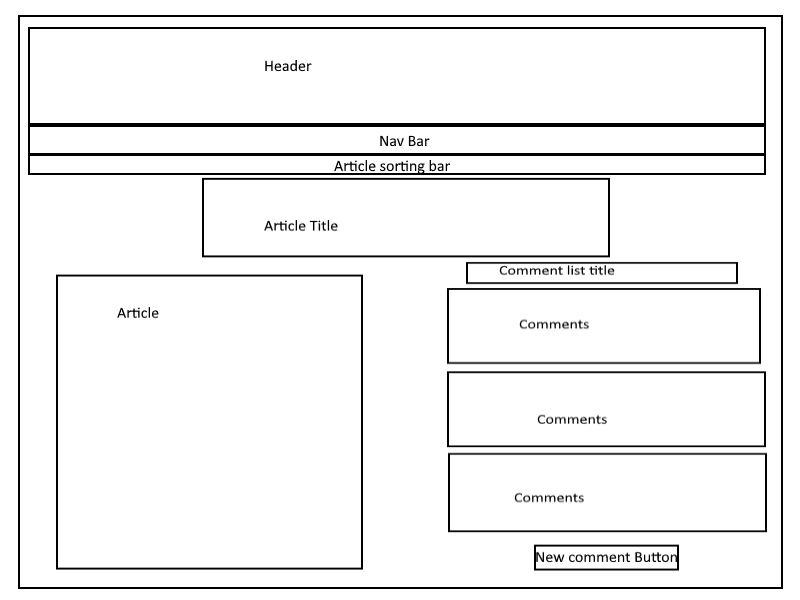 Header
Nav Bar
Article sorting bar
Article Title
Comment list title
Article
Comments
Comments
Comments
New comment Button